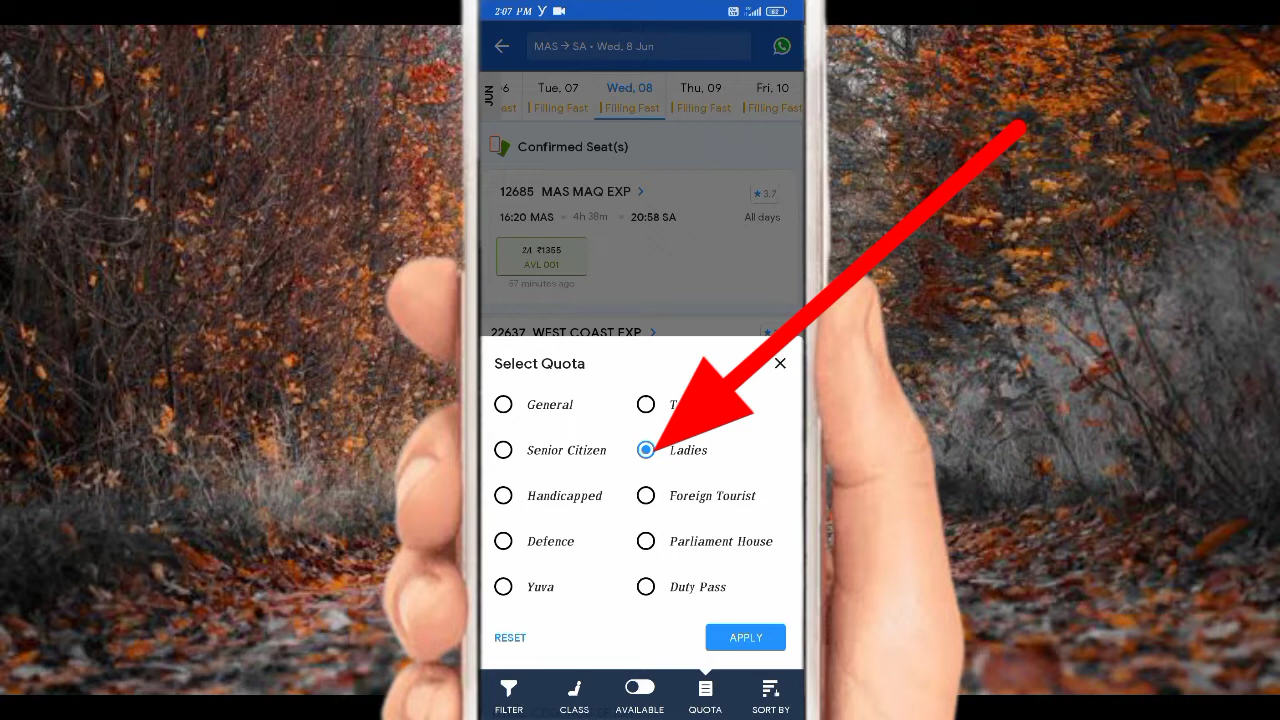 2:07 PM
62
MAS → SA • Wed, 8 Jun
JUN
6 Tue, 07 Wed, 08 Thu, 09 Fri, 10
ast Filling Fast Filling Fast Filling Fast Filling Fast
Confirmed Seat(s)
12685 MAS MAQ EXP >
★ 3.7
16:20 MAS 4h 38m 20:58 SA All days
₹1355
AVL 001
57 minutes ago
22637 WEST COAST EXP >
Select Quota
General
Senior Citizen
Ladies
Handicapped
Foreign Tourist
Defence
Parliament House
Yuva
Duty Pass
RESET
APPLY
FILTER
CLASS
AVAILABLE
QUOTA
SORT BY